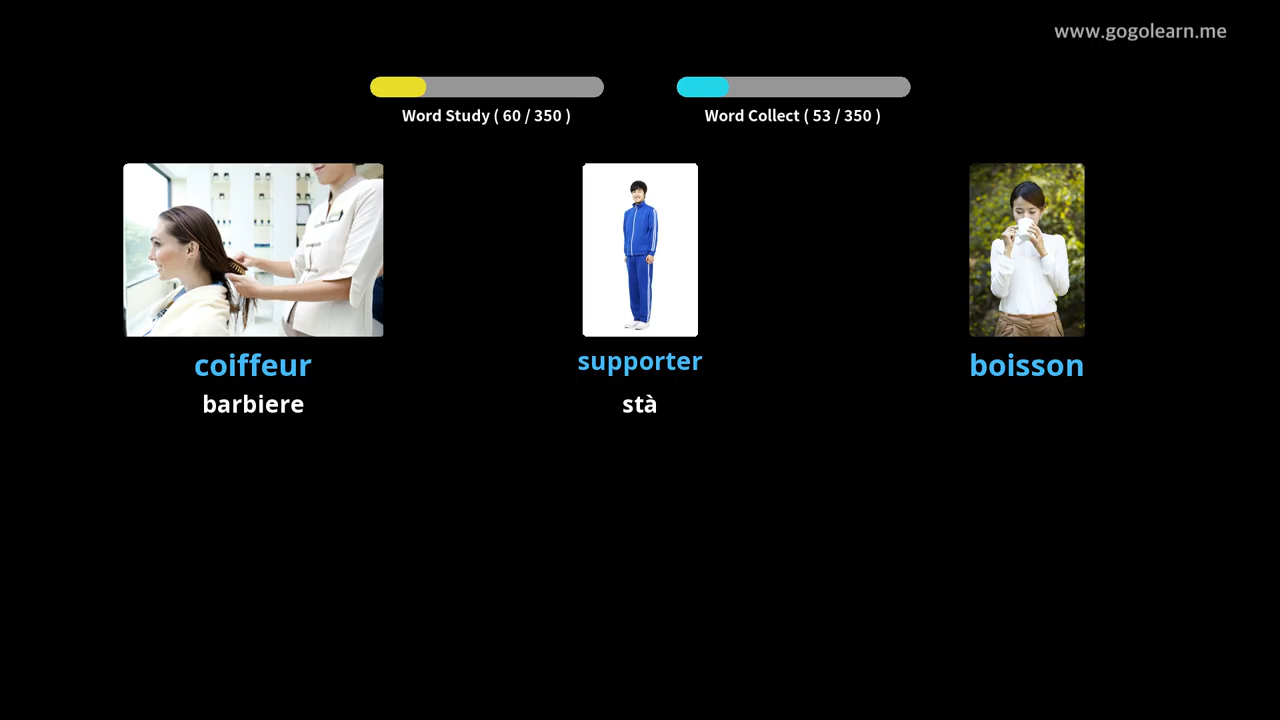 www.gogolearn.me
Word Study ( 60 / 350 )
Word Collect ( 53 / 350 )
coiffeur
supporter
boisson
barbiere
stà